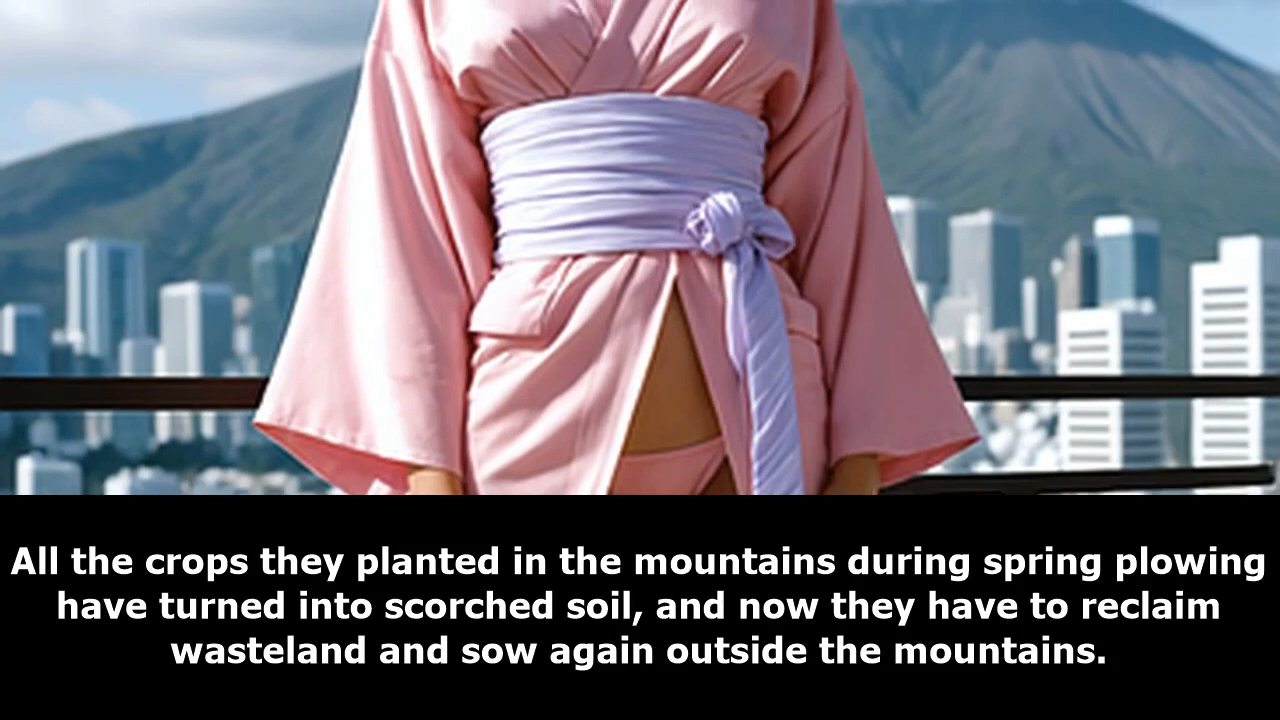 All the crops they planted in the mountains during spring plowing
have turned into scorched soil, and now they have to reclaim
wasteland and sow again outside the mountains.